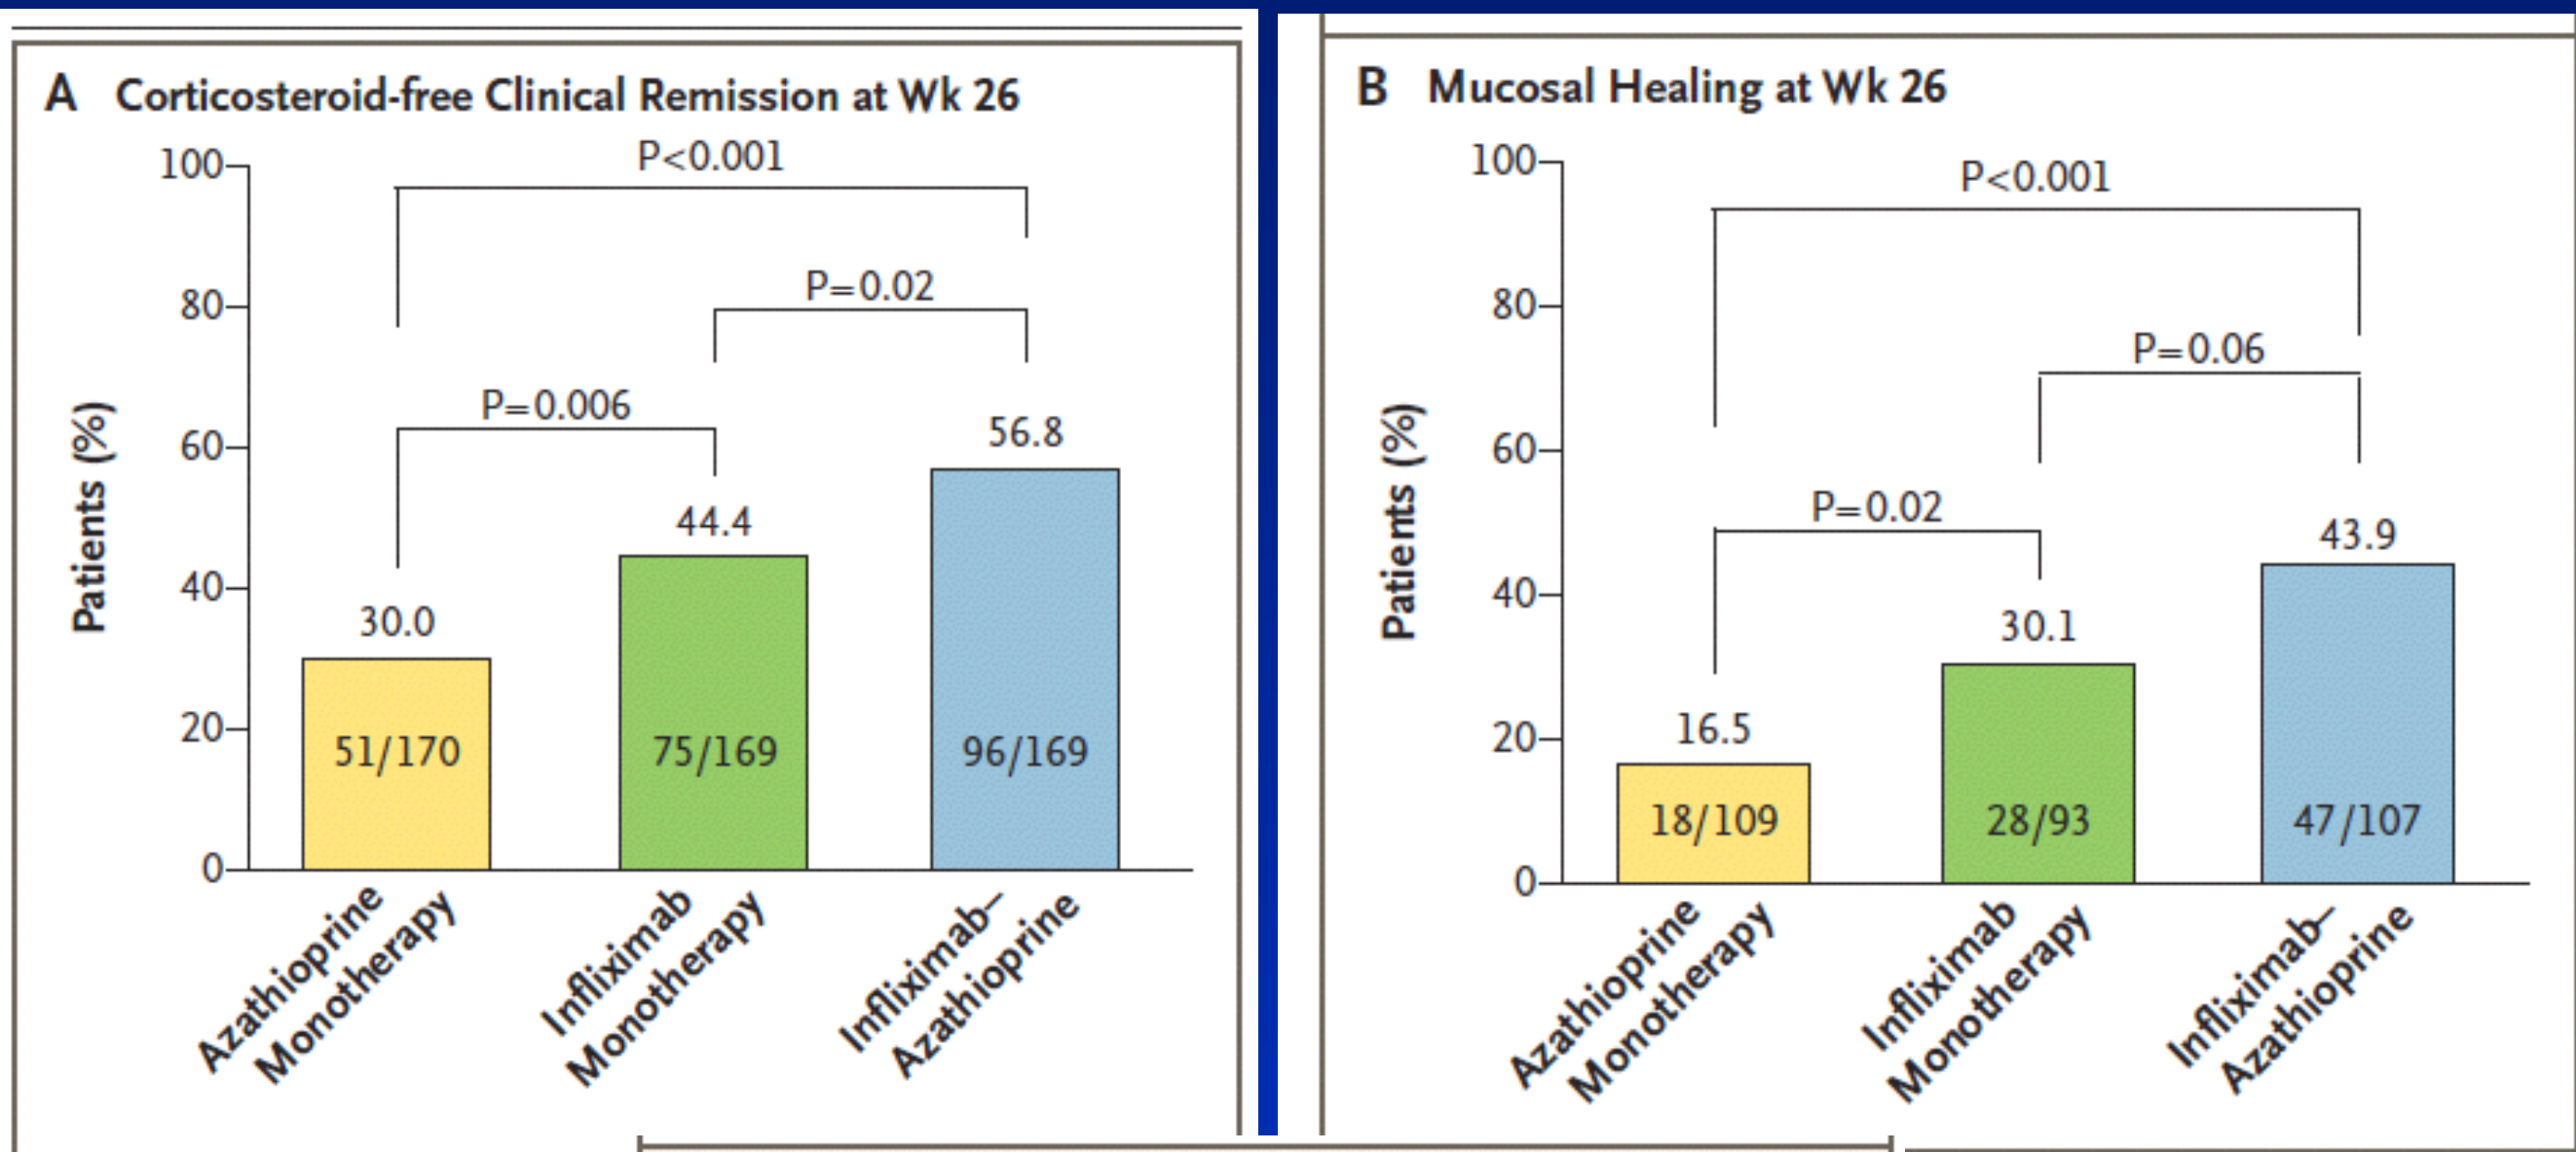 A Corticosteroid-free Clinical Remission at Wk 26
P<0.001
P=0.02
P=0.006
Patients (%)
100
80
60
40
20
0
30.0
44.4
56.8
51/170
75/169
96/169
Azathioprine
Monotherapy
Infliximab
Monotherapy
Infliximab–
Azathioprine
B Mucosal Healing at Wk 26
P<0.001
P=0.06
P=0.02
Patients (%)
100
80
60
40
20
0
16.5
30.1
43.9
18/109
28/93
47/107
Azathioprine
Monotherapy
Infliximab
Monotherapy
Infliximab–
Azathioprine